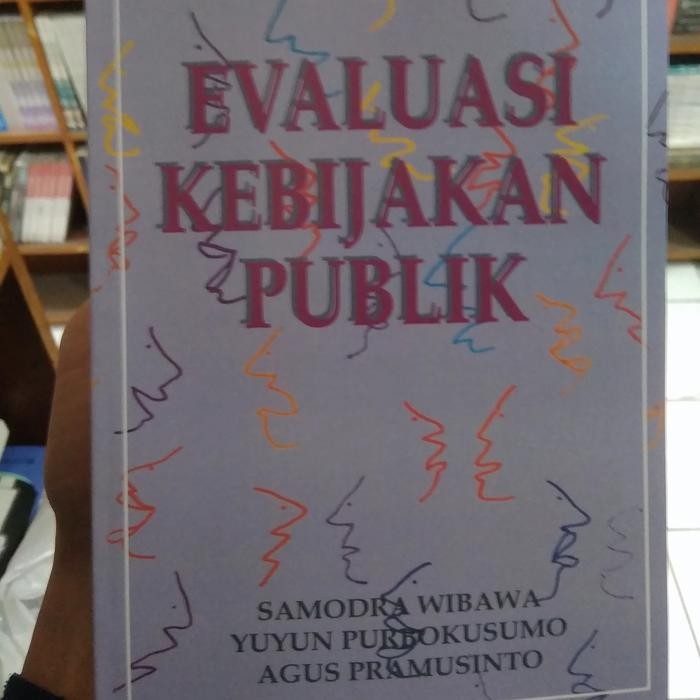 EVALUASI
KEBIJAKAN
PUBLIK
SAMODRA WIBAWA
YUYUN PURBOKUSUMO
AGUS PRAMUSINTO